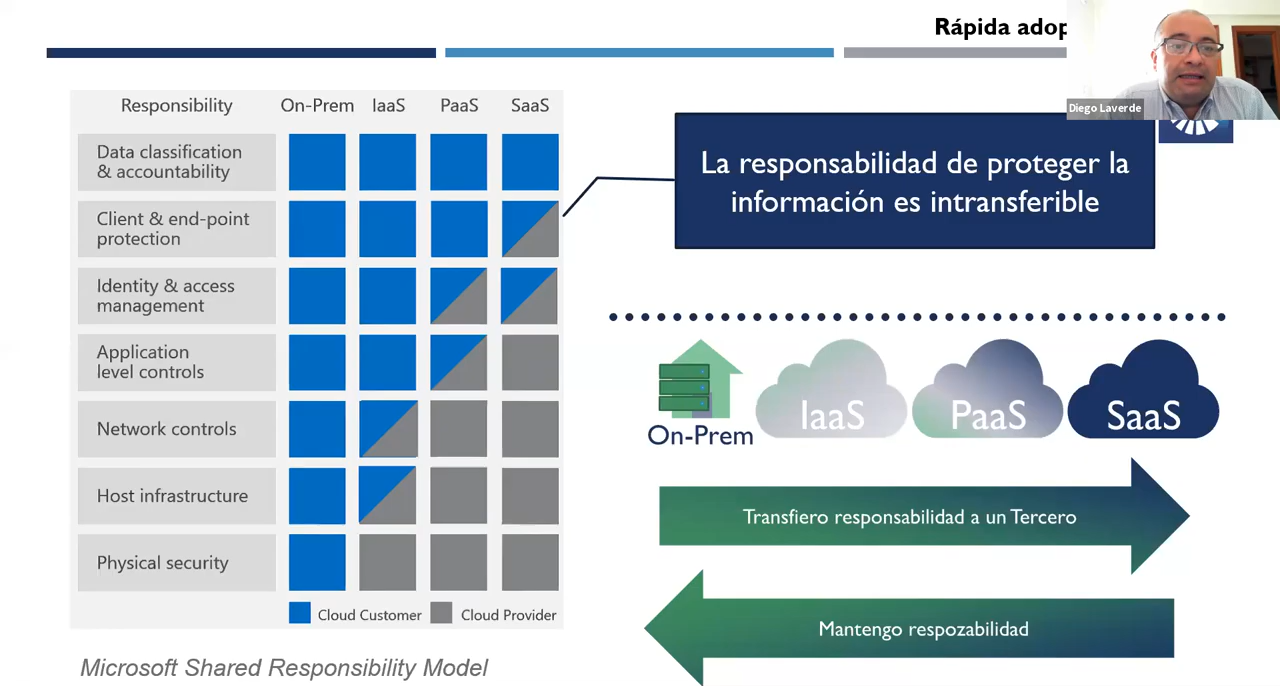 Rápida adop
Diego Laverde
Responsibility On-Prem IaaS PaaS SaaS
Data classification
& accountability
Client & end-point
protection
Identity & access
management
Application
level controls
Network controls
Host infrastructure
Physical security
Cloud Customer Cloud Provider
Microsoft Shared Responsibility Model
La responsabilidad de proteger la
información es intransferible
On-Prem IaaS PaaS SaaS
Transfiero responsabilidad a un Tercero
Mantengo respozabilidad